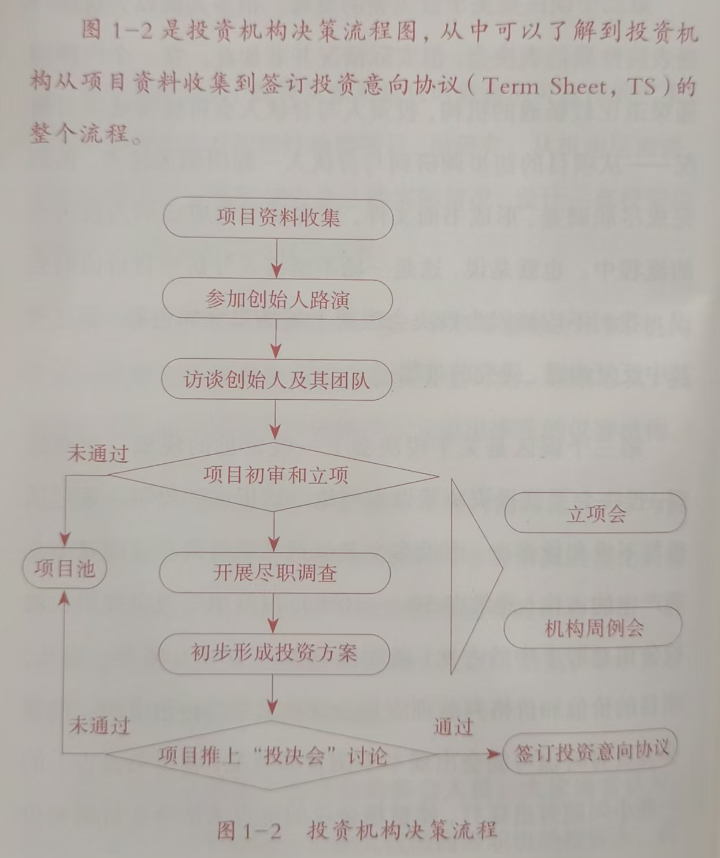 图1-2是投资机构决策流程图，从中可以了解到投资机
构从项目资料收集到签订投资意向协议（Term Sheet，TS）的
整个流程。
项目资料收集
参加创始人路演
访谈创始人及其团队
未通过
项目初审和立项
立项会
项目池
开展尽职调查
机构周例会
初步形成投资方案
未通过
通过
项目推上“投决会”讨论
签订投资意向协议
图1-2 投资机构决策流程